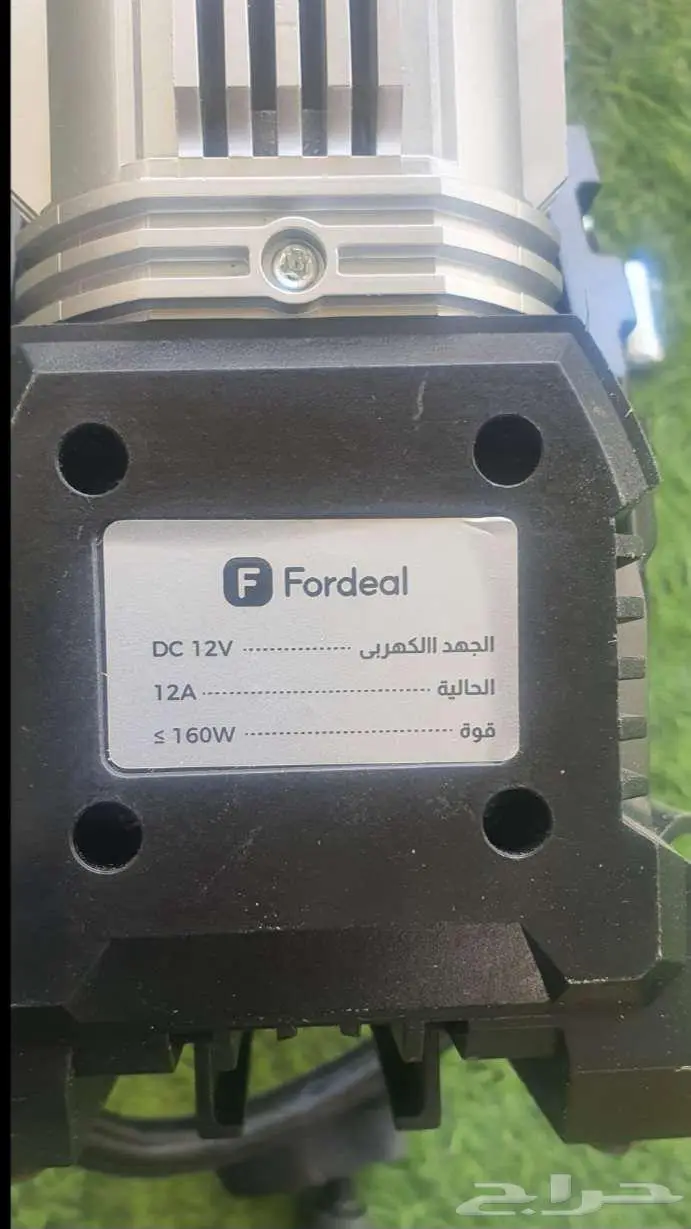 F Fordeal
الجهد االكهربى ............... DC 12V
الحالية ............... 12A
قوة ............... ≤ 160W
حراج